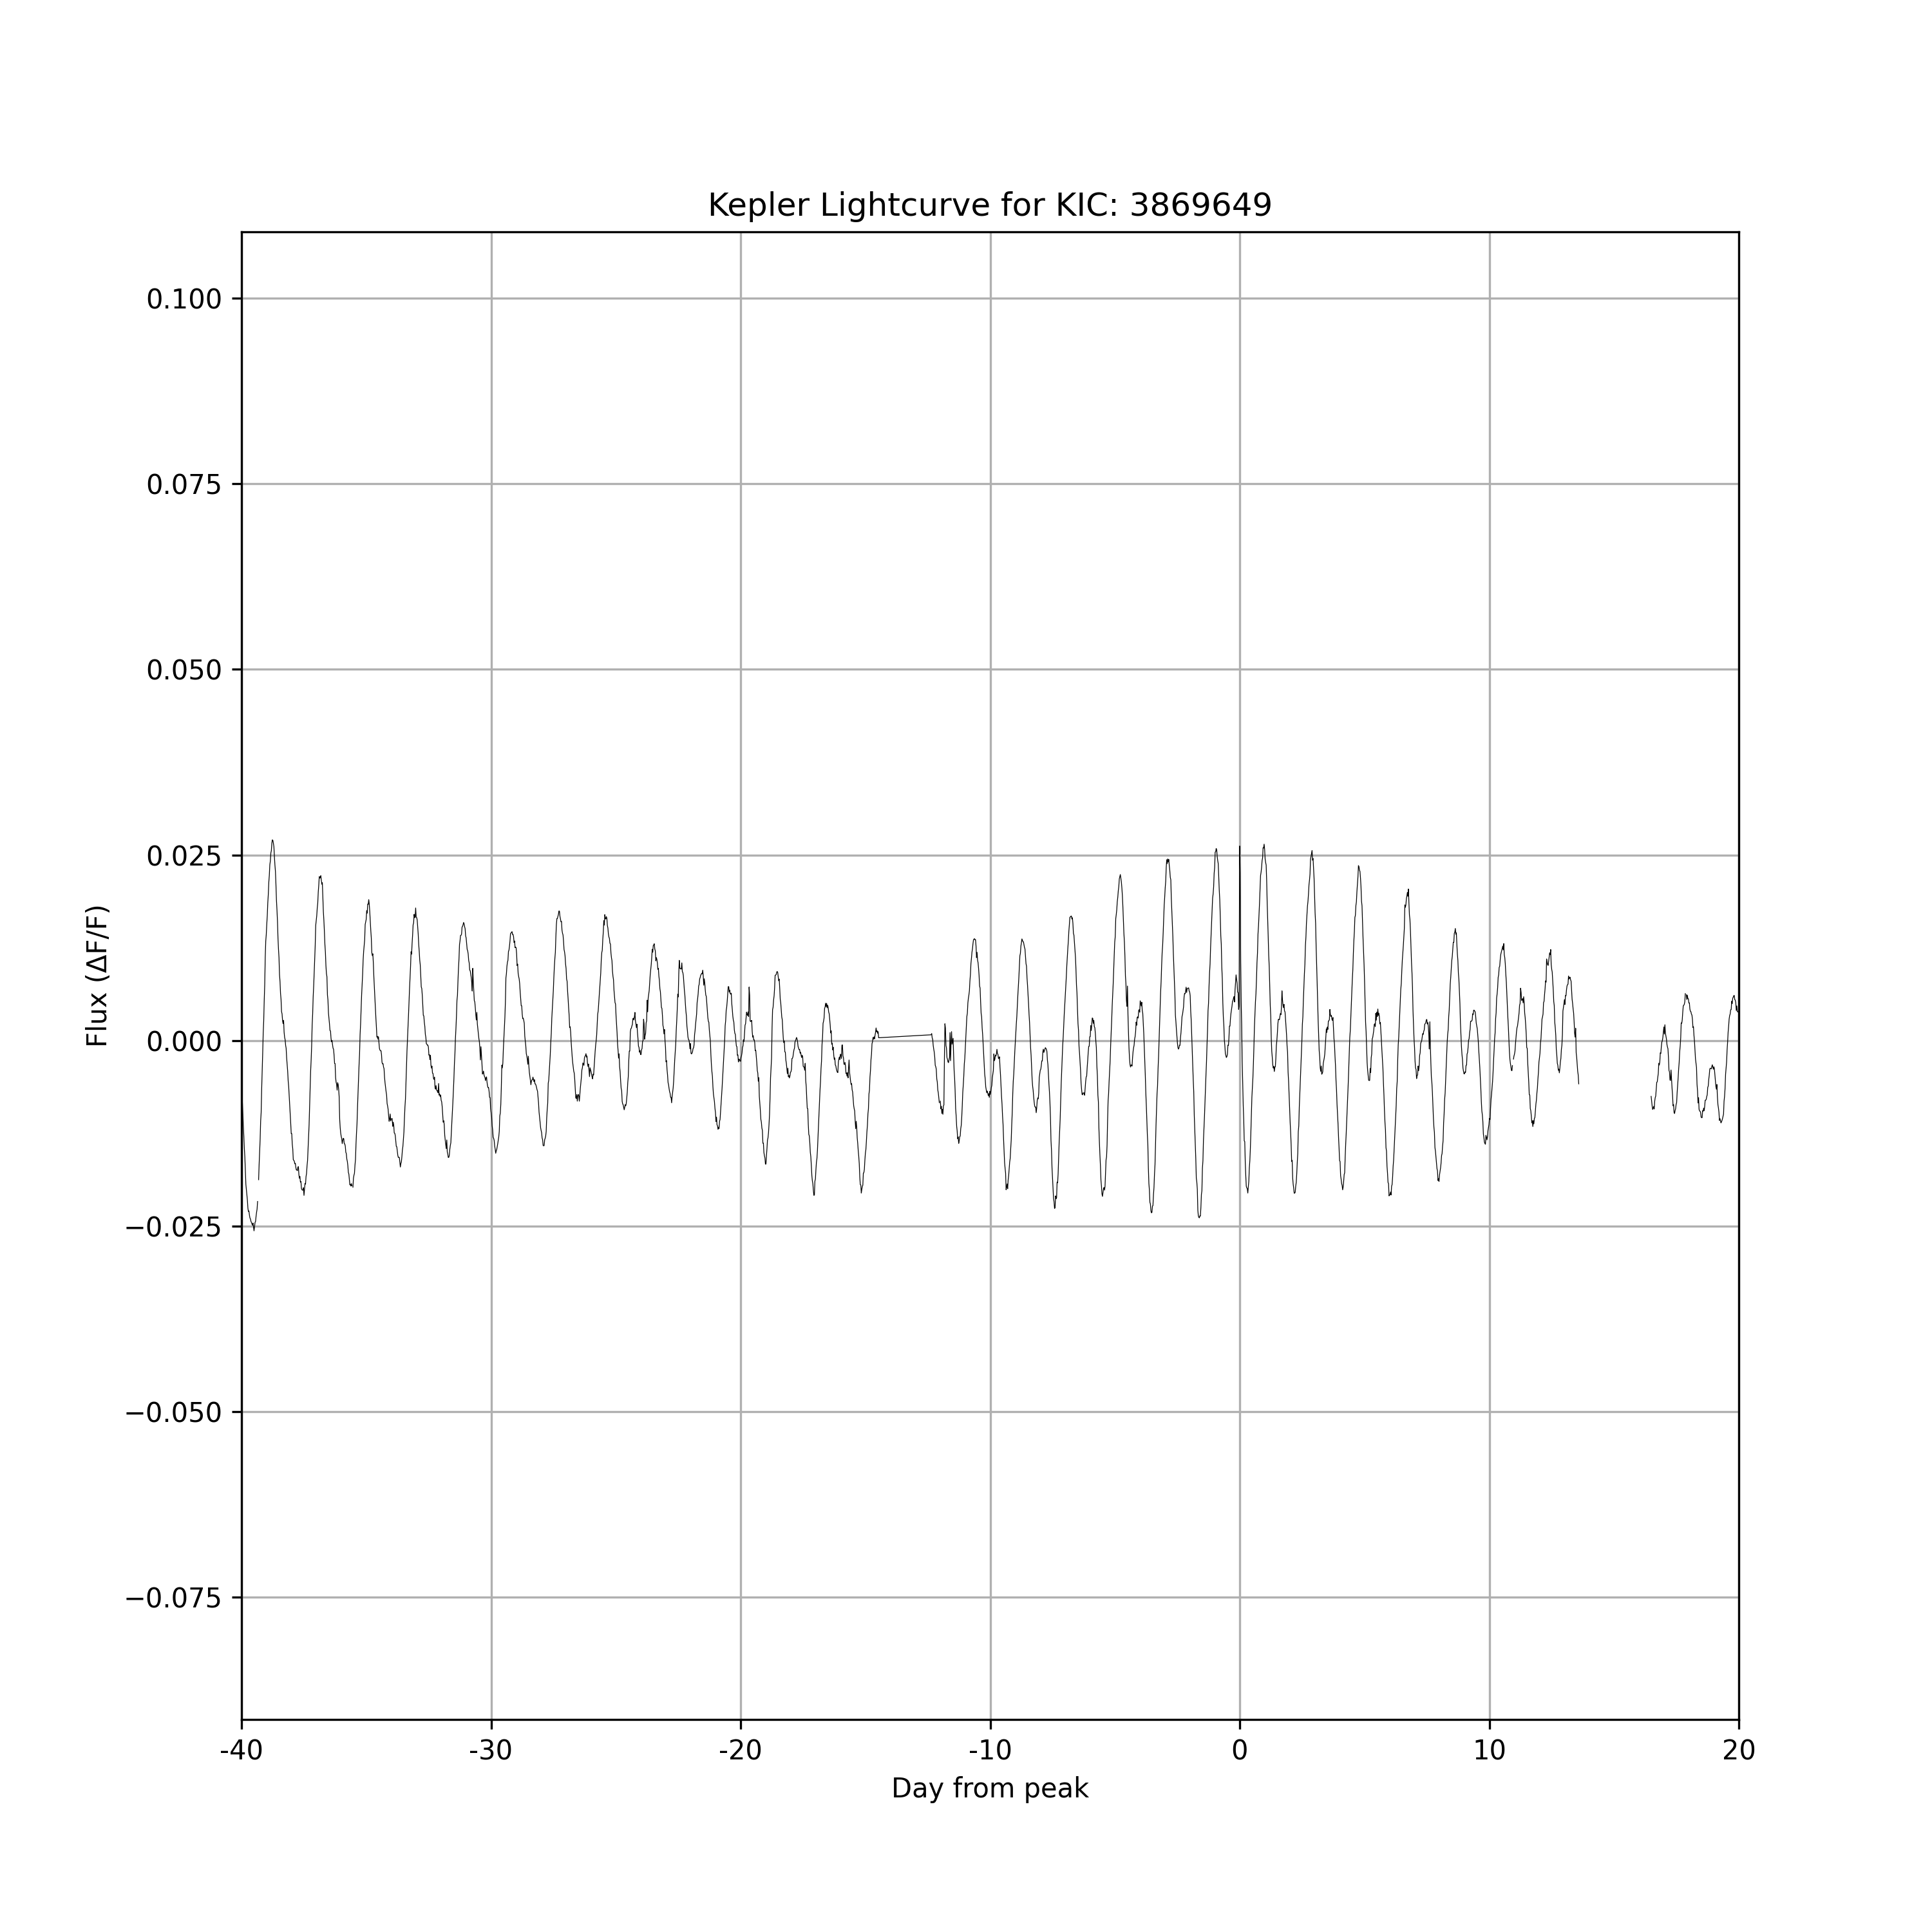 Kepler Lightcurve for KIC: 3869649
0.100
0.075
0.050
0.025
0.000
−0.025
−0.050
−0.075
Flux (ΔF/F)
-40 -30 -20 -10 0 10 20
Day from peak